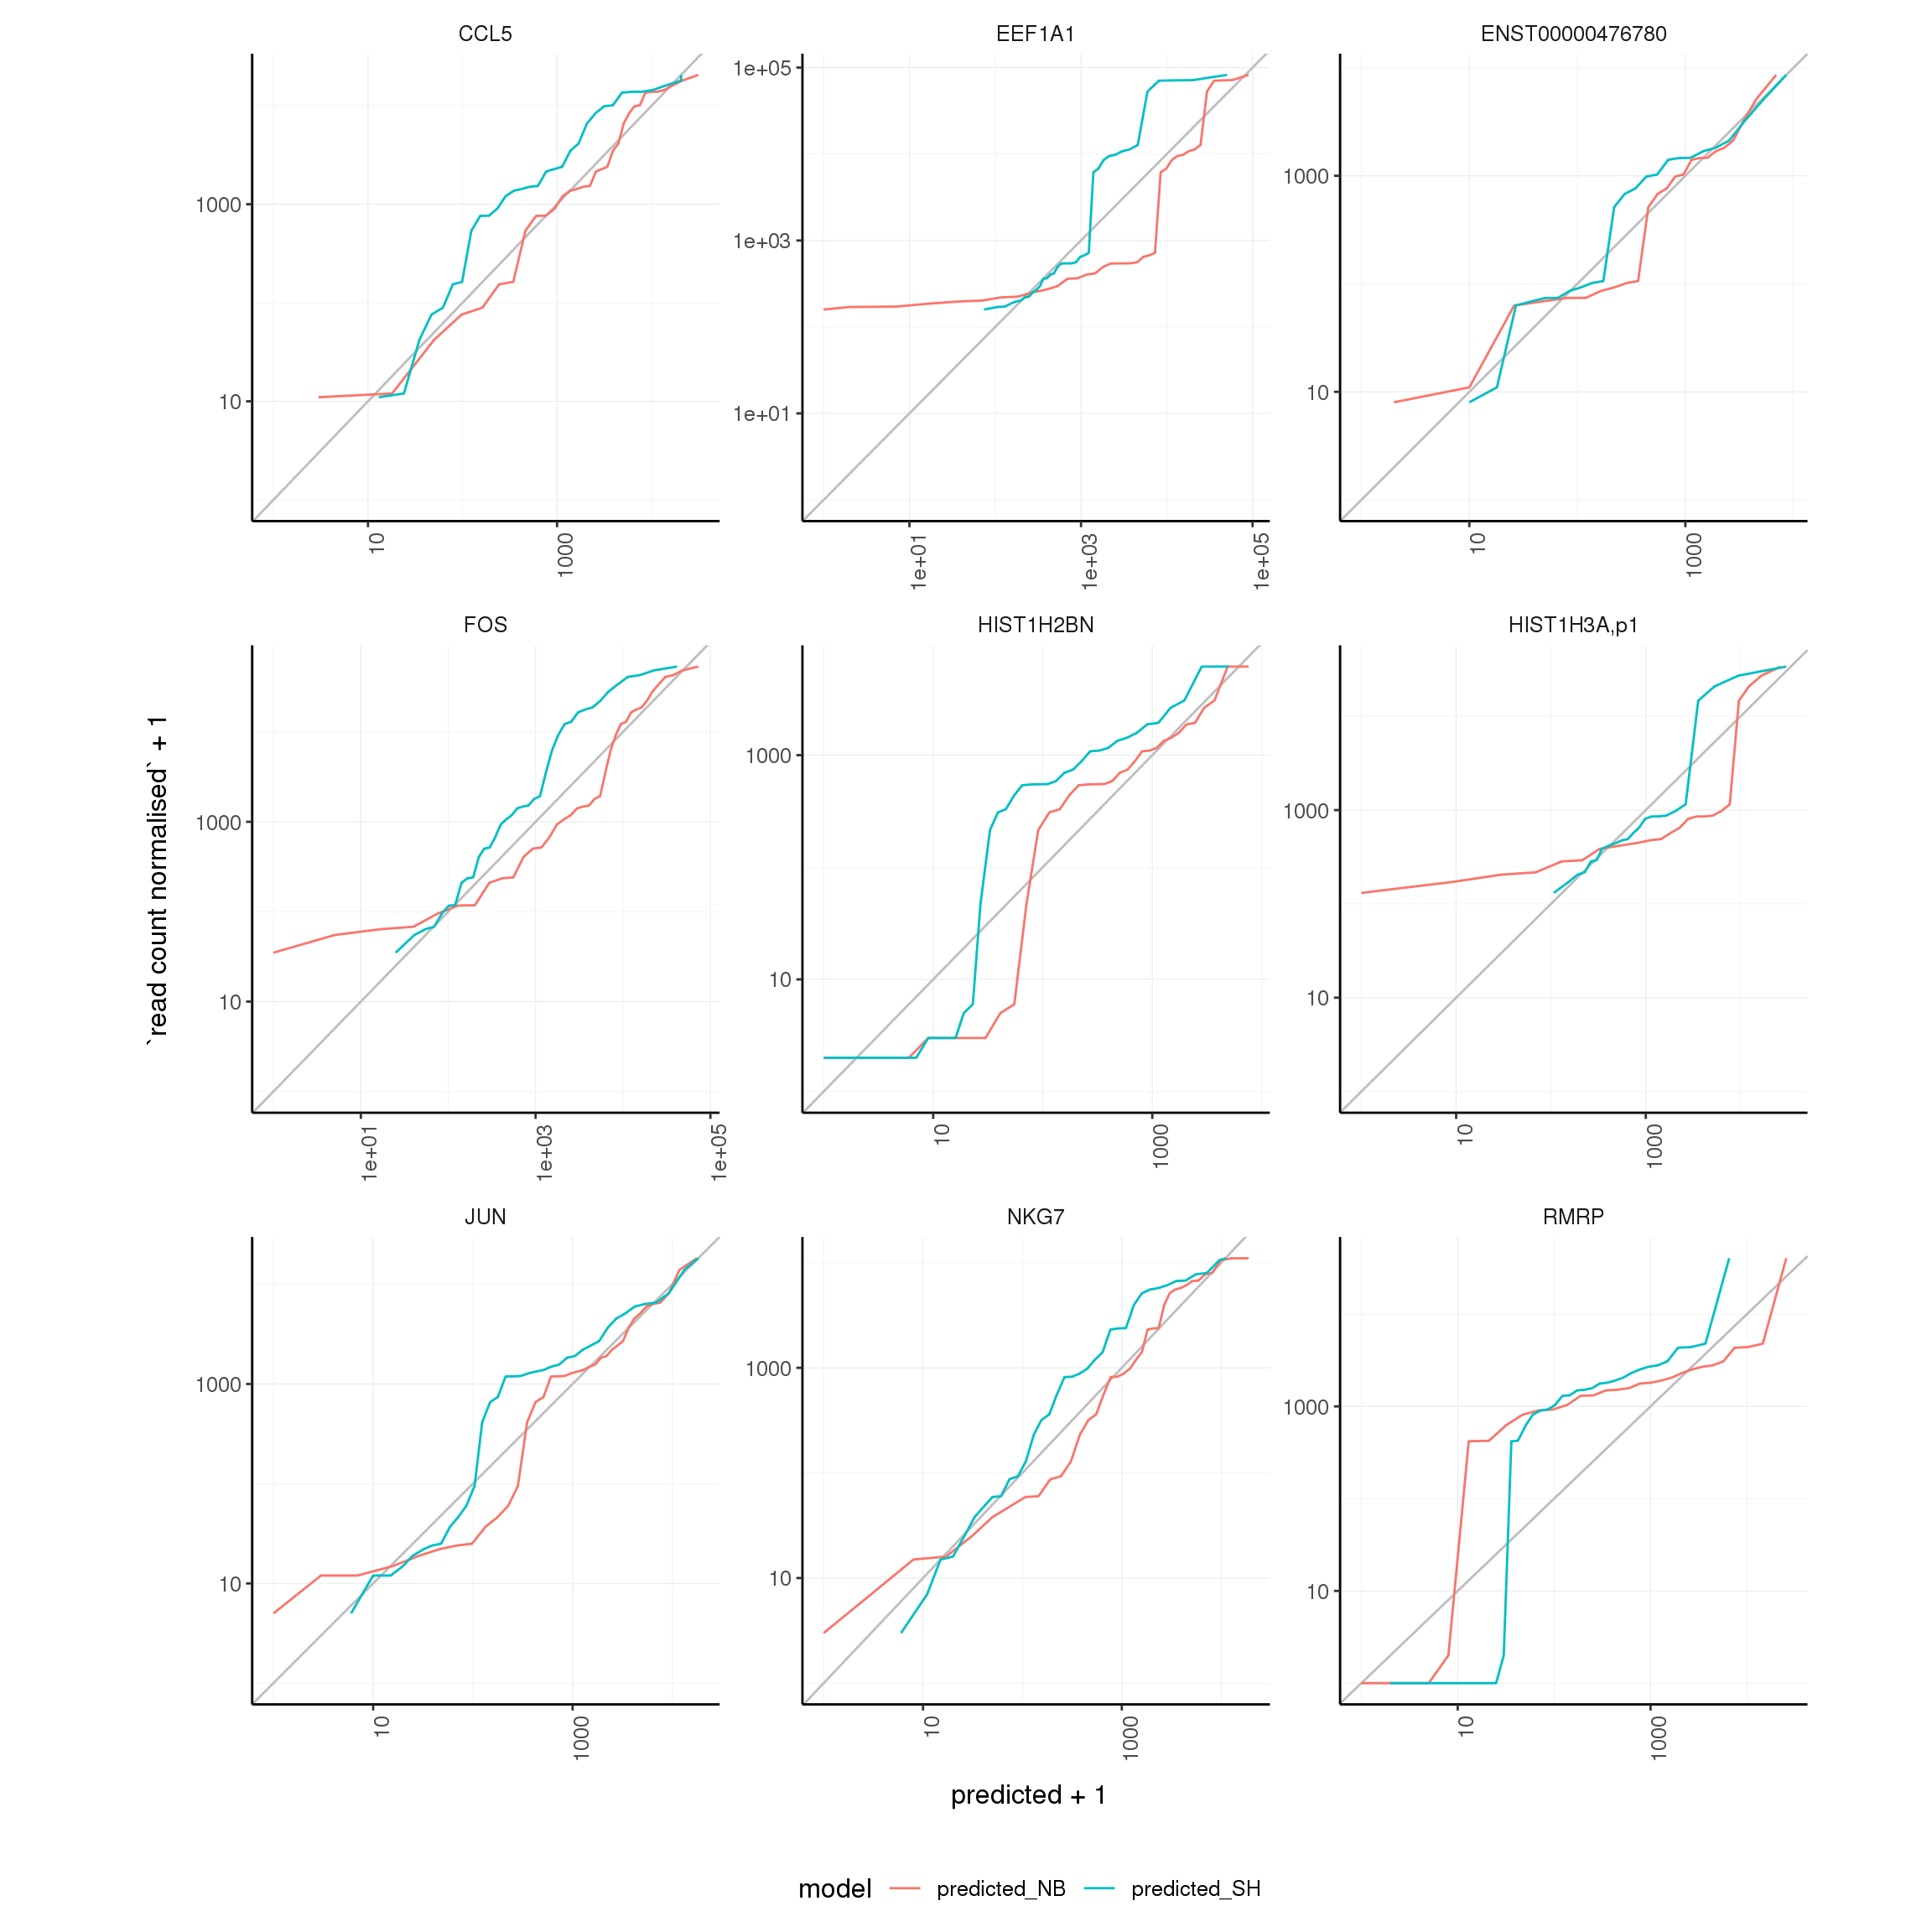 CCL5 EEF1A1 ENST00000476780
1000
10
10 1000
1e+05
1e+03
1e+01
1e+01 1e+03 1e+05
1000
10
10 1000
FOS HIST1H2BN HIST1H3A,p1
`read count normalised` + 1
1000
10
1e+01 1e+03 1e+05
1000
10
10 1000
1000
10
10 1000
JUN NKG7 RMRP
1000
10
10 1000
1000
10
10 1000
1000
10
10 1000
predicted + 1
model predicted_NB predicted_SH